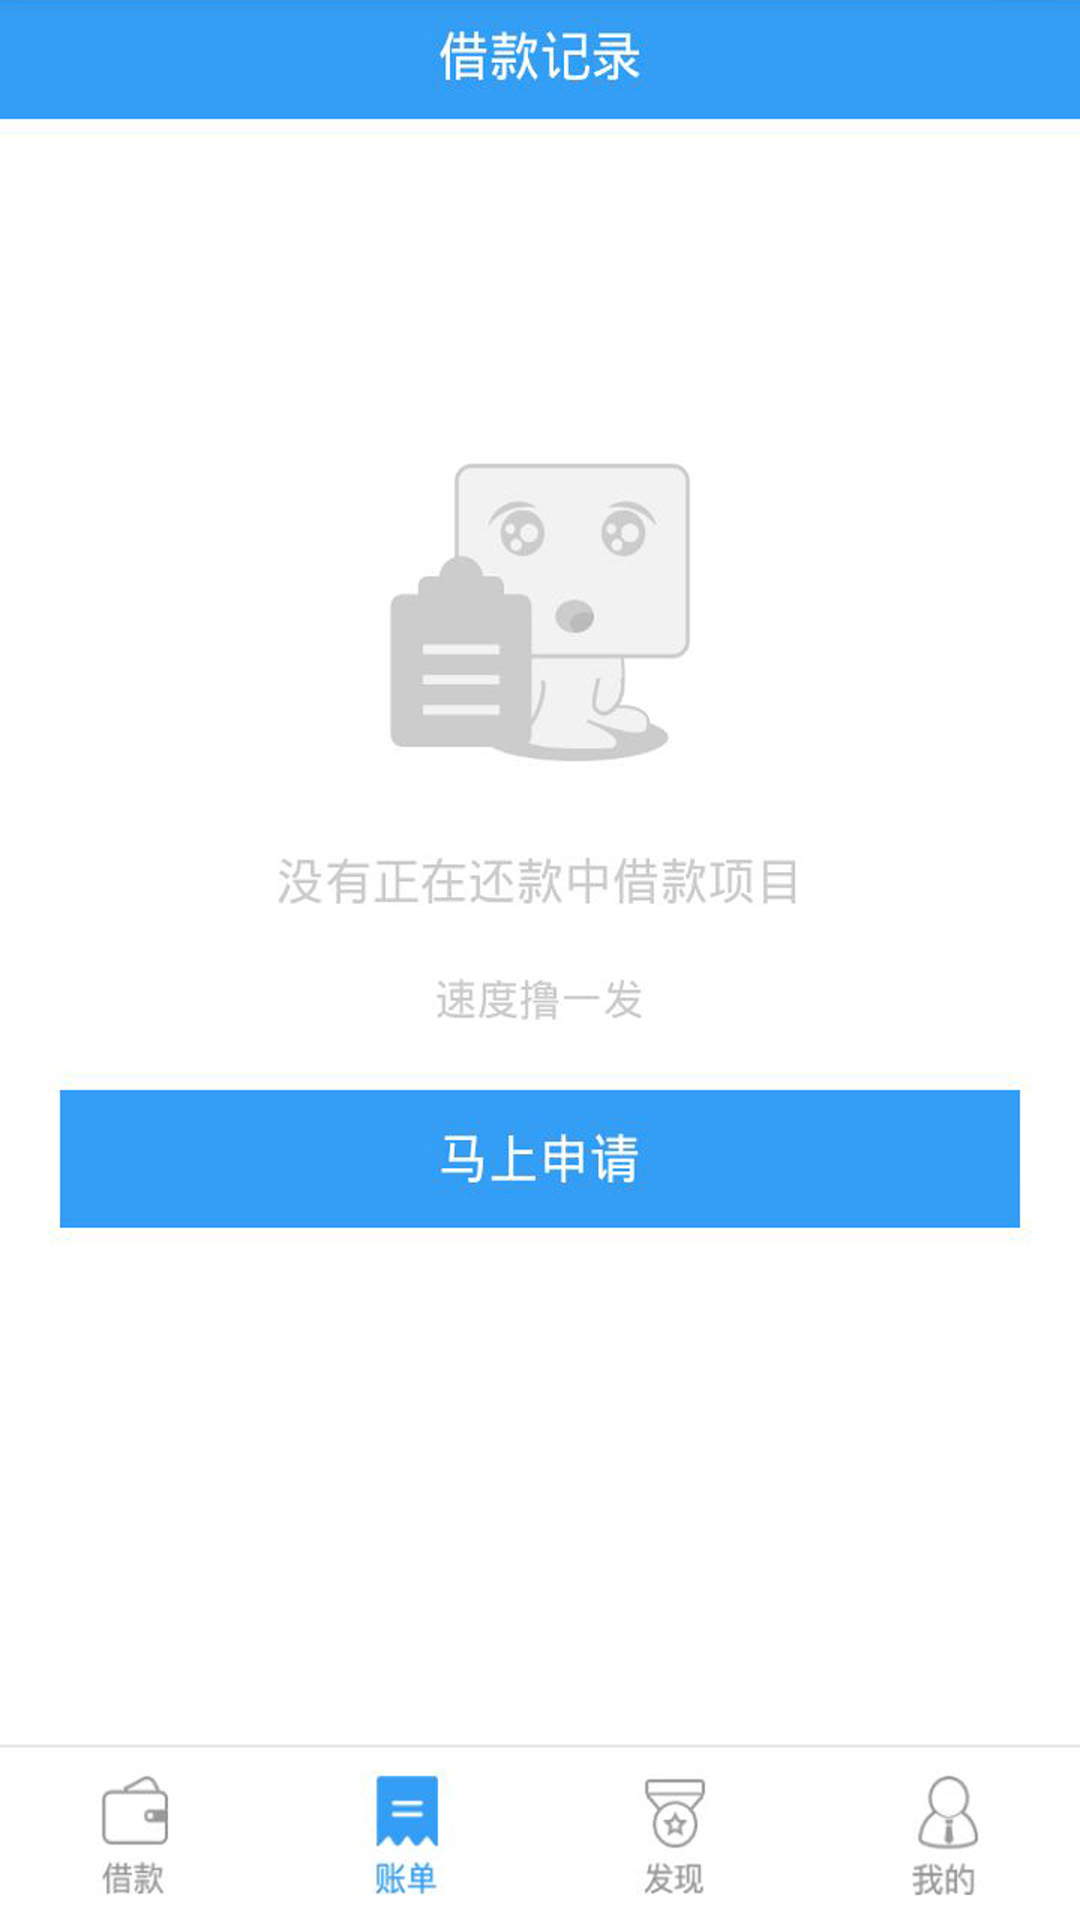 借款记录
没有正在还款中借款项目
速度撸一发
马上申请
借款
账单
发现
我的